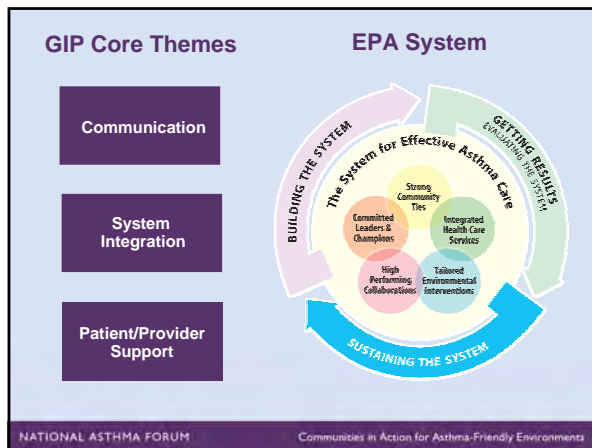 GIP Core Themes
EPA System
Communication
System
Integration
Patient/Provider
Support
BUILDING THE SYSTEM
GETTING RESULTS
EVALUATING THE SYSTEM
SUSTAINING THE SYSTEM
The System for Effective Asthma Care
Strong
Community
Ties
Committed
Leaders &
Champions
Integrated
Health Care
Services
High
Performing
Collaborations
Tailored
Environmental
Interventions
NATIONAL ASTHMA FORUM
Communities in Action for Asthma-Friendly Environments